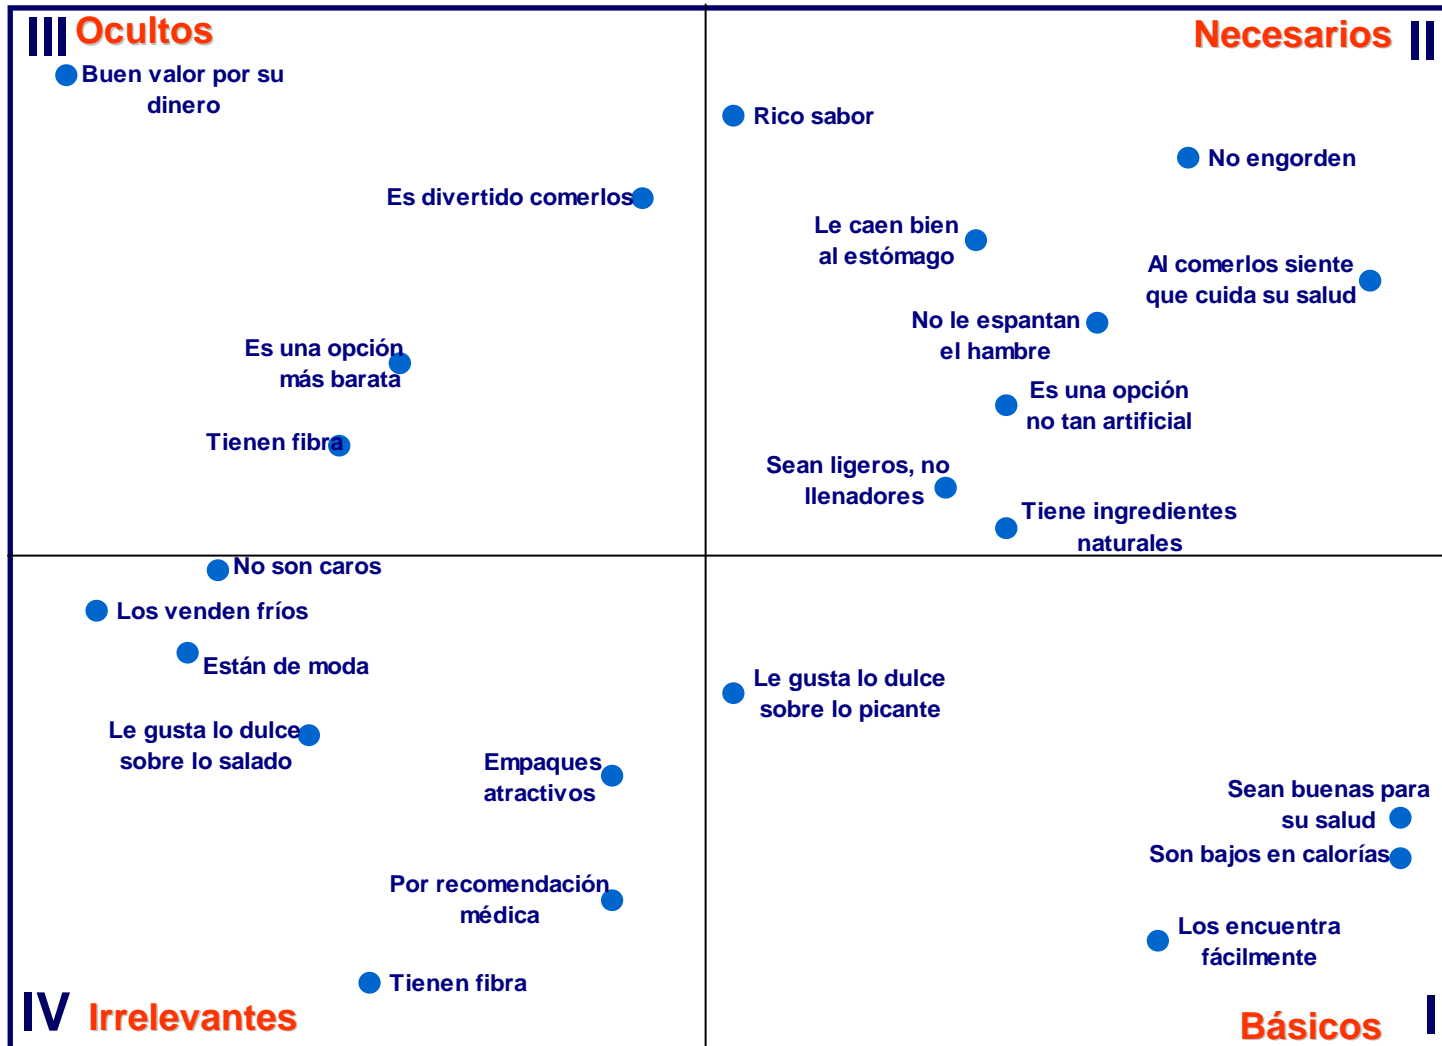 III Ocultos
Buen valor por su
dinero
Es divertido comerlos
Es una opción
más barata
Tienen fibra
Necesarios II
Rico sabor
No engorden
Le caen bien
al estómago
Al comerlos siente
que cuida su salud
No le espantan
el hambre
Es una opción
no tan artificial
Sean ligeros, no
llenadores
Tiene ingredientes
naturales
No son caros
Los venden fríos
Están de moda
Le gusta lo dulce
sobre lo salado
Empaques
atractivos
Por recomendación
médica
Tienen fibra
IV Irrelevantes
Le gusta lo dulce
sobre lo picante
Sean buenas para
su salud
Son bajos en calorías
Los encuentra
fácilmente
Básicos I